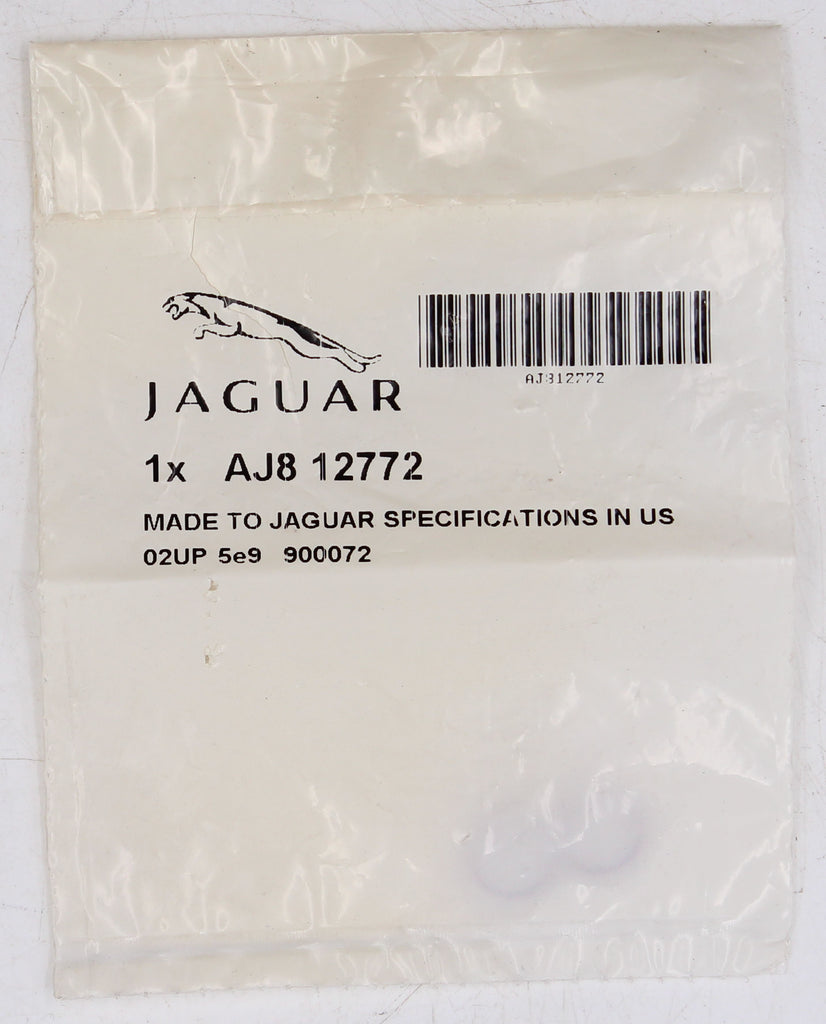 AJ812772
JAGUAR
1x AJ8 12772
MADE TO JAGUAR SPECIFICATIONS IN US
02UP 5e9 900072